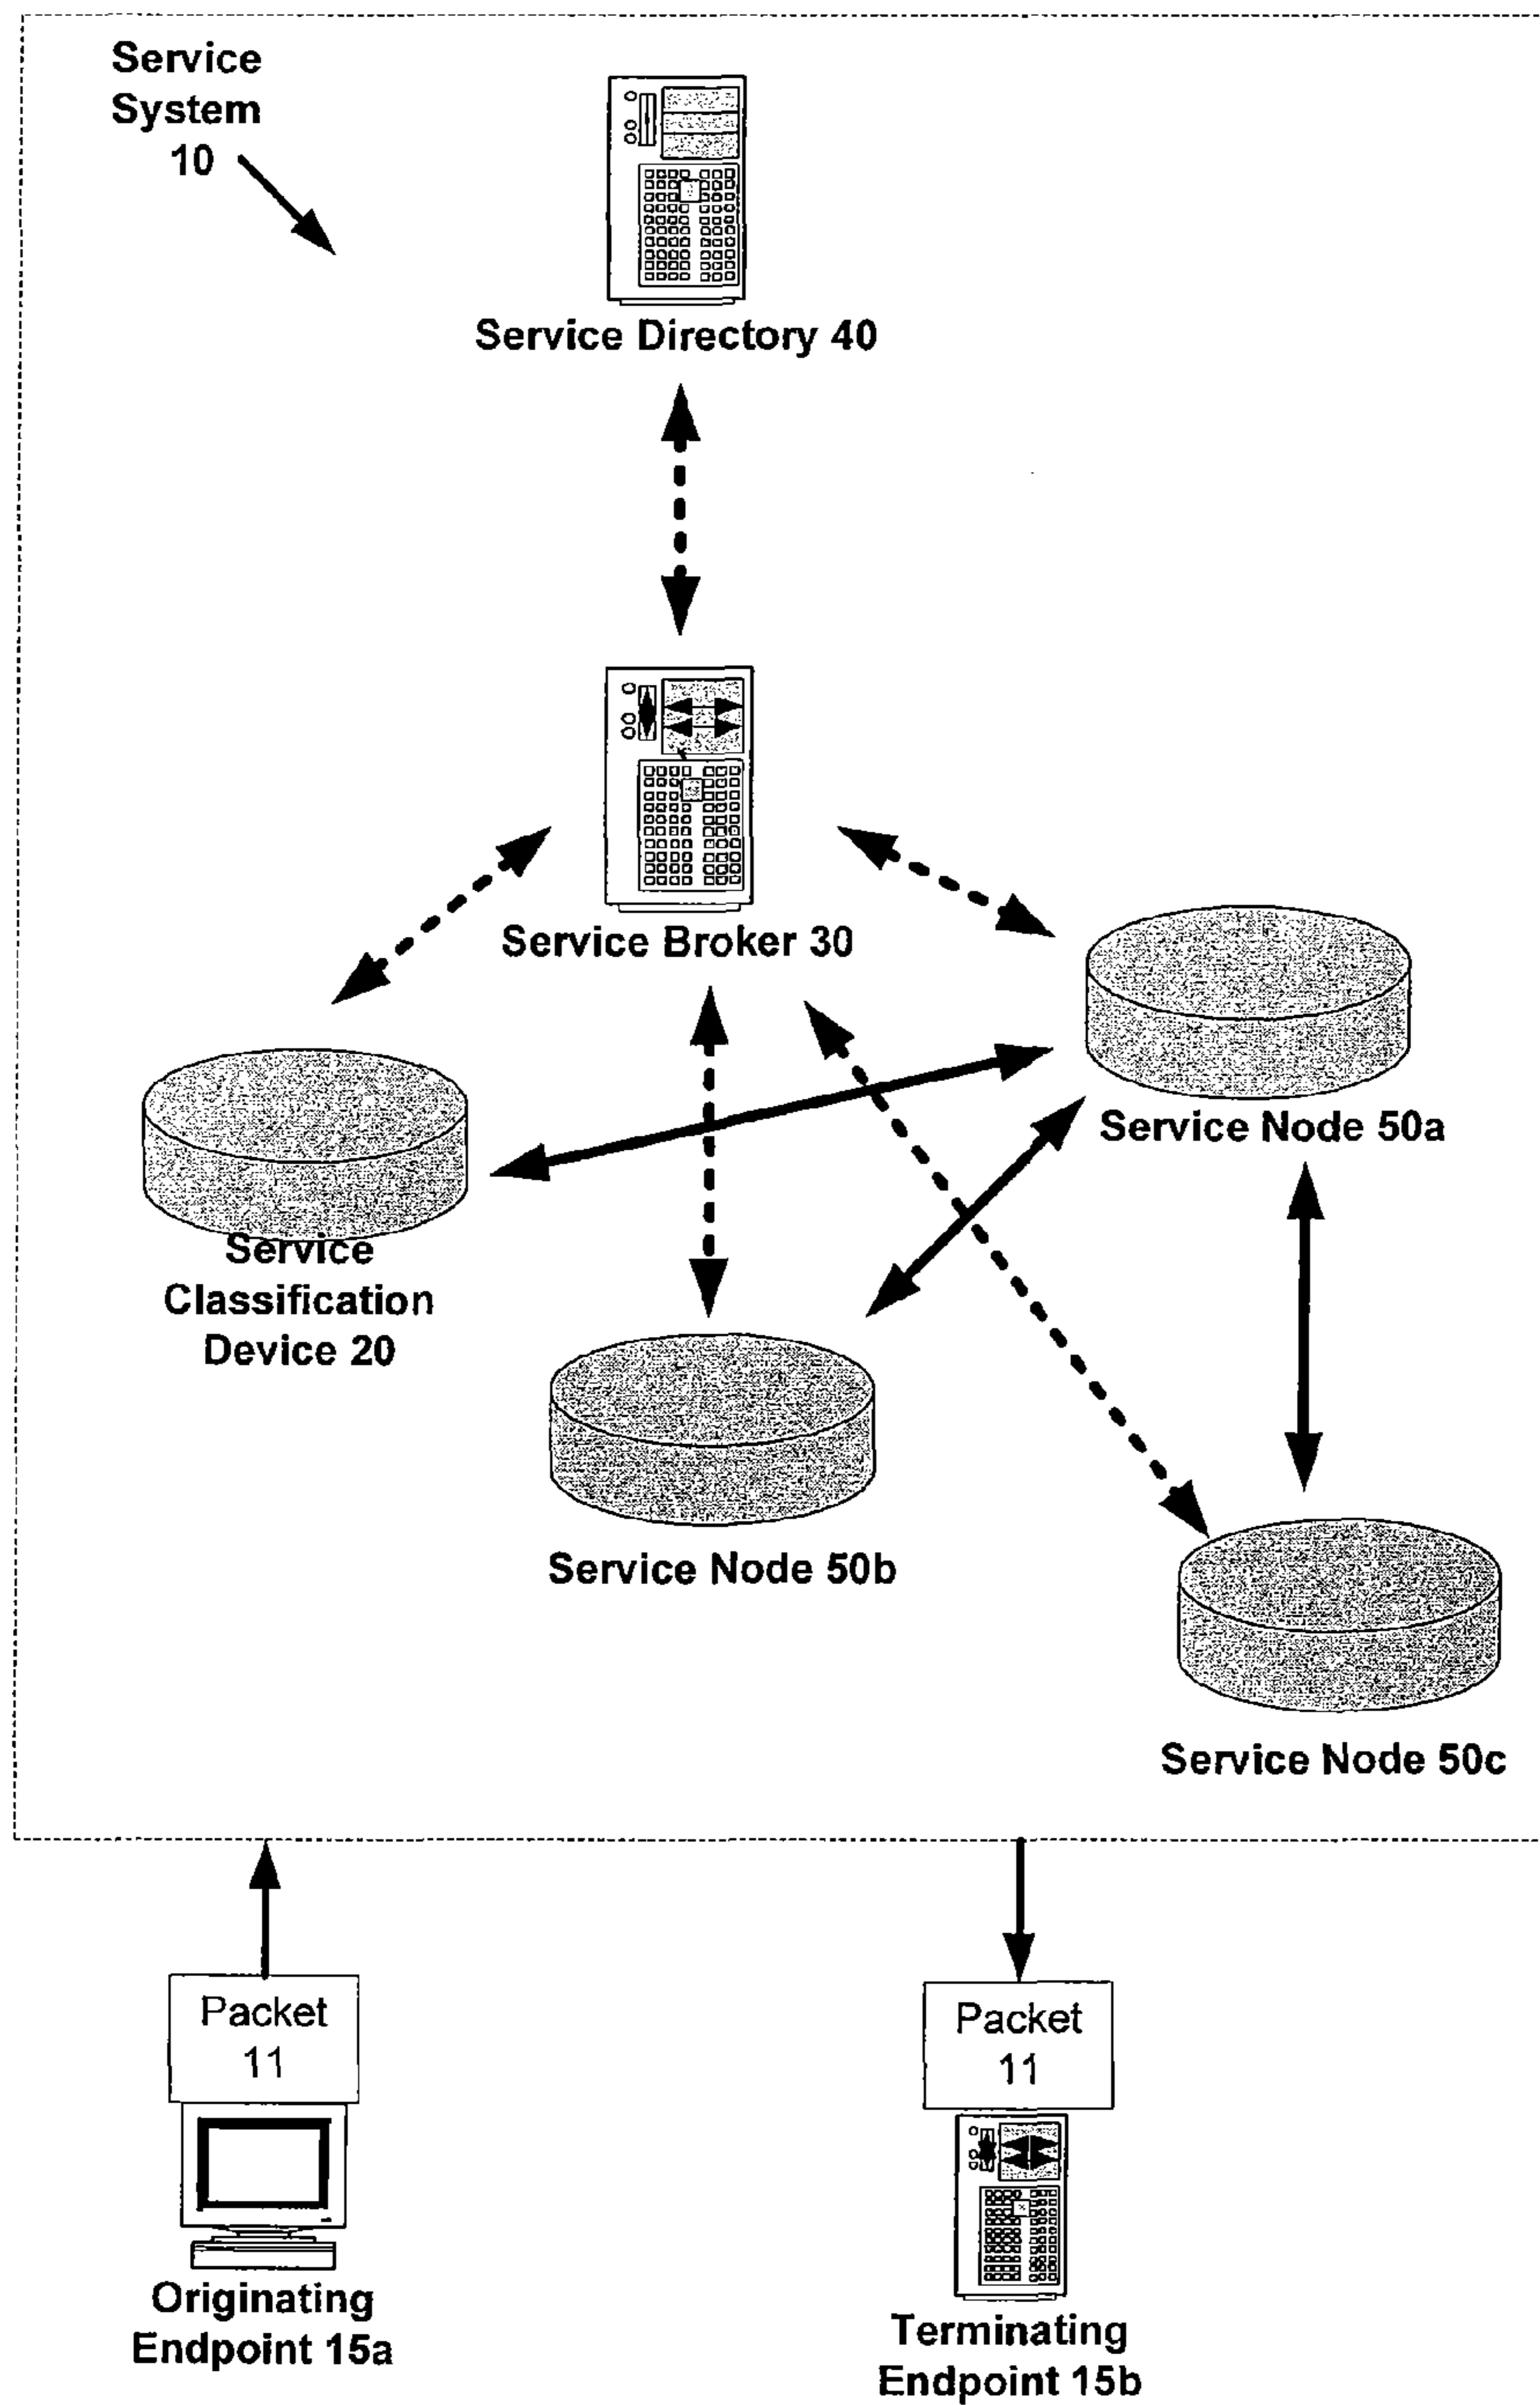 Service
System
10
Service Directory 40
Service Broker 30
Service Node 50a
Service
Classification
Device 20
Service Node 50b
Service Node 50c
Packet
11
Packet
11
Originating
Endpoint 15a
Terminating
Endpoint 15b